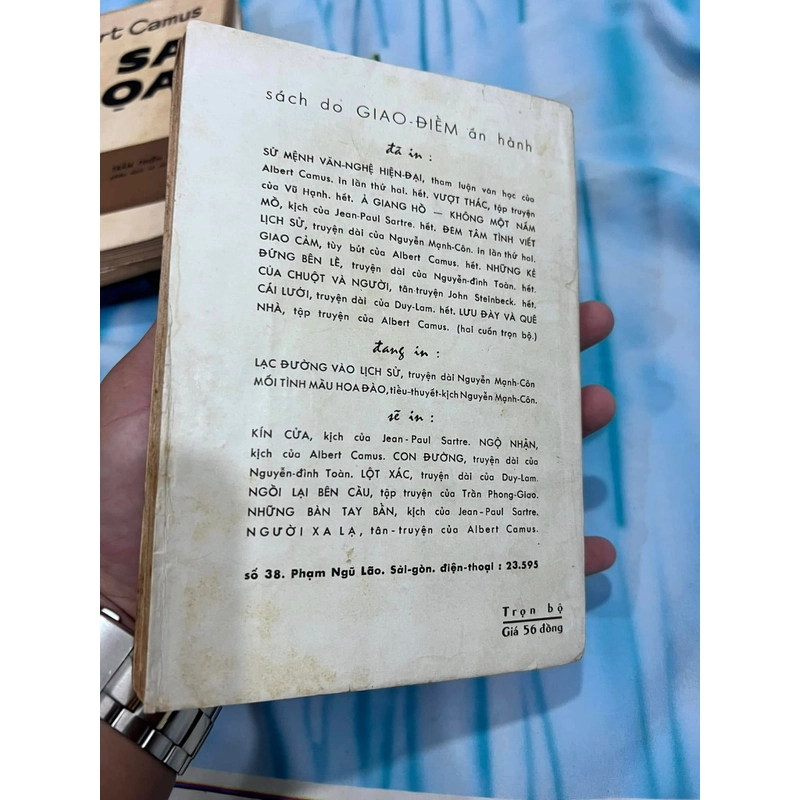 rt Camus
SA
ỌA
sách do GIAO-ĐIỂM ấn hành
đã in :
SỨ MỆNH VĂN-NGHỆ HIỆN-ĐẠI, tham luận văn học của
Albert Camus. In lần thứ hai. hết. VƯỢT THÁC, tập truyện
của Vũ Hạnh. hết. Ả GIANG HỒ — KHÔNG MỘT NẤM
MỒ, kịch của Jean-Paul Sartre. hết. ĐEM TÂM TÌNH VIẾT
LỊCH SỬ, truyện dài của Nguyễn Mạnh-Côn. In lần thứ hai.
GIAO CẢM, tùy bút của Albert Camus. hết. NHỮNG KẺ
ĐỨNG BÊN LỀ, truyện dài của Nguyễn-đình Toàn. hết.
CỦA CHUỘT VÀ NGƯỜI, tân-truyện John Steinbeck. hết.
CÁI LƯỚI, truyện dài của Duy-Lam. hết. LƯU ĐÀY VÀ QUÊ
NHÀ, tập truyện của Albert Camus. (hai cuốn trọn bộ.)
đang in :
LẠC ĐƯỜNG VÀO LỊCH SỬ, truyện dài Nguyễn Mạnh-Côn
MỐI TÌNH MÀU HOA ĐÀO, tiểu-thuyết-kịch Nguyễn Mạnh-Côn.
sẽ in :
KÍN CỬA, kịch của Jean-Paul Sartre. NGỘ NHẬN,
kịch của Albert Camus. CON ĐƯỜNG, truyện dài của
Nguyễn-đình Toàn. LỘT XÁC, truyện dài của Duy-Lam.
NGỒI LẠI BÊN CẦU, tập truyện của Trần Phong-Giao.
NHỮNG BÀN TAY BẨN, kịch của Jean-Paul Sartre.
NGƯỜI XA LẠ, tân-truyện của Albert Camus.
số 38. Phạm Ngũ Lão. Sài-gòn. điện-thoại : 23.595
Trọn bộ
Giá 56 đồng